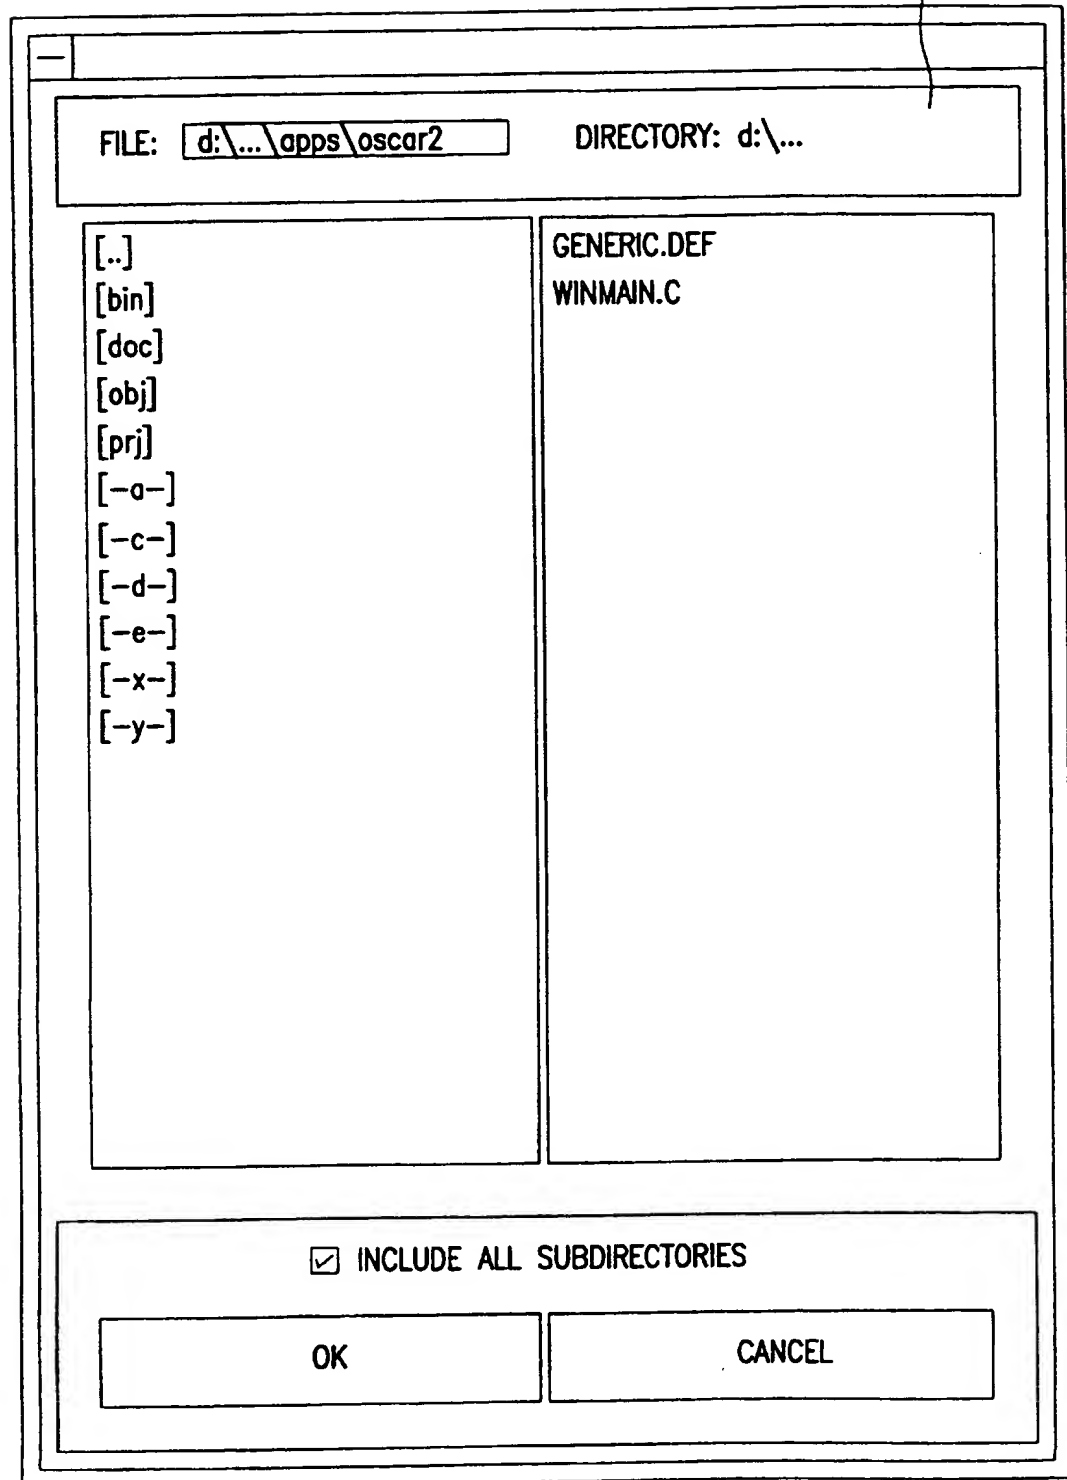 FILE: d:\...\apps\oscar2 DIRECTORY: d:\...
[..]
[bin]
[doc]
[obj]
[prj]
[-a-]
[-c-]
[-d-]
[-e-]
[-x-]
[-y-]
GENERIC.DEF
WINMAIN.C
INCLUDE ALL SUBDIRECTORIES
OK CANCEL